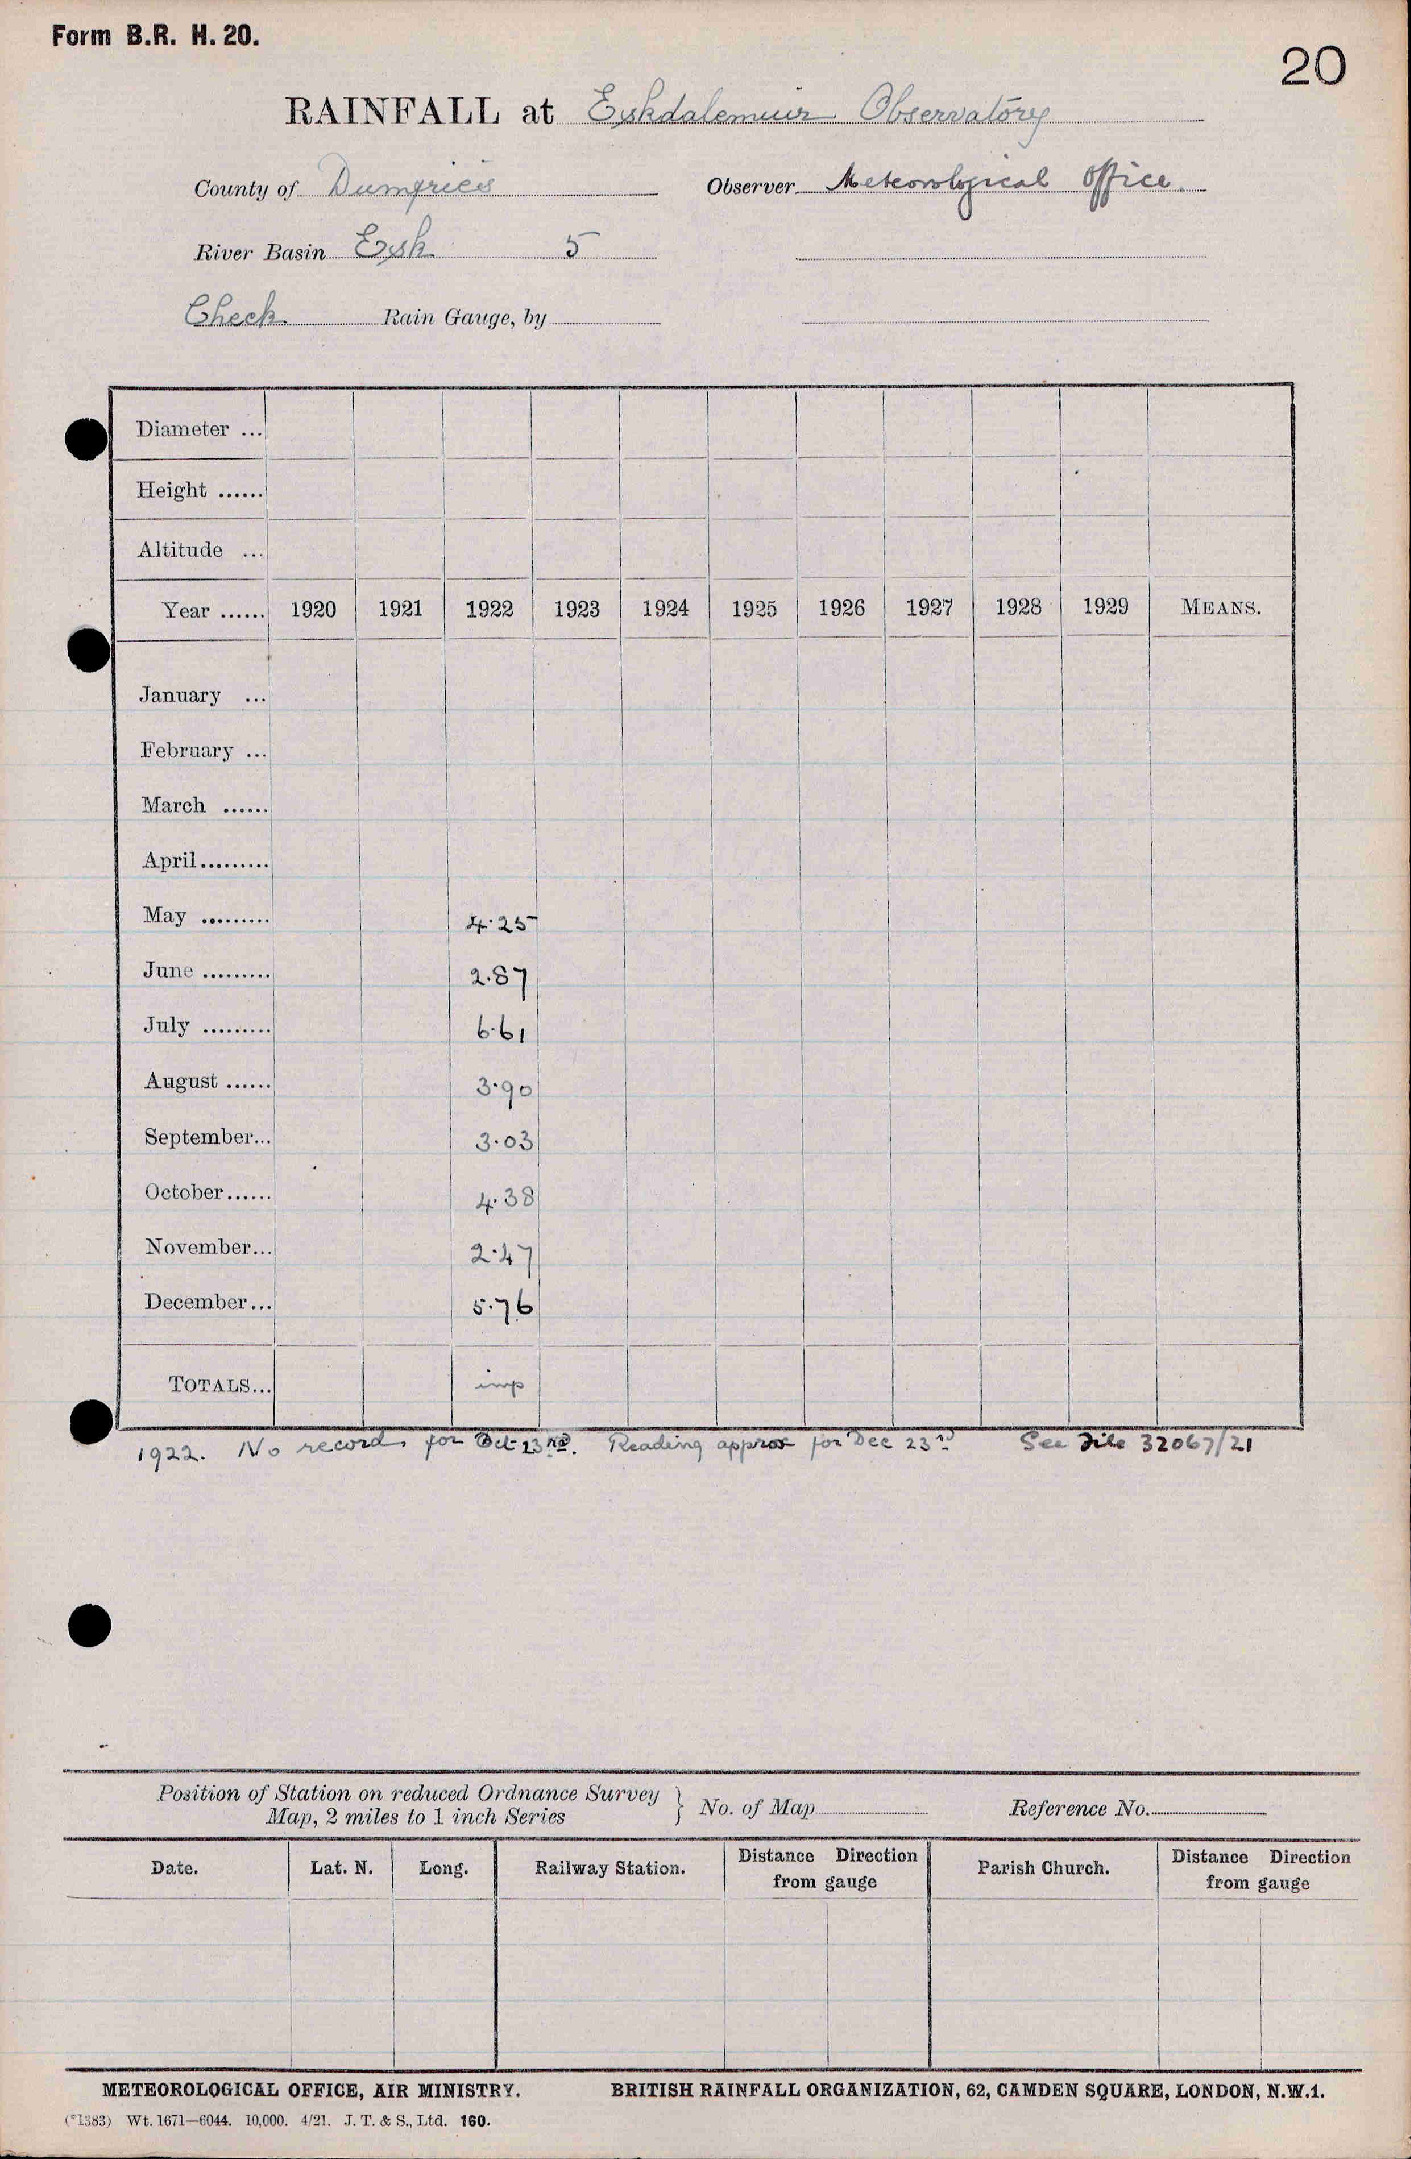 Form B.R. H. 20.
20
RAINFALL at Eskdalemuir Observatory
County of Dumfries Observer Meteorological Office.
River Basin Esk 5
Check Rain Gauge, by
Diameter ...
Height ......
Altitude ...
Year ...... 1920 1921 1922 1923 1924 1925 1926 1927 1928 1929 MEANS.
January ...
February ...
March ......
April.........
May ......... 4.25
June ......... 2.87
July ......... 6.61
August ...... 3.90
September... 3.03
October...... 4.38
November... 2.47
December... 5.76
TOTALS... imp
1922. No record for Oct 23rd. Reading approx for Dec 23rd See File 32067/21
Position of Station on reduced Ordnance Survey
Map, 2 miles to 1 inch Series } No. of Map Reference No.
Date. Lat. N. Long. Railway Station. Distance Direction from gauge Parish Church. Distance Direction from gauge
METEOROLOGICAL OFFICE, AIR MINISTRY. BRITISH RAINFALL ORGANIZATION, 62, CAMDEN SQUARE, LONDON, N.W.1.
(*1383) Wt. 1671—6044. 10,000. 4/21. J. T. & S., Ltd. 160.